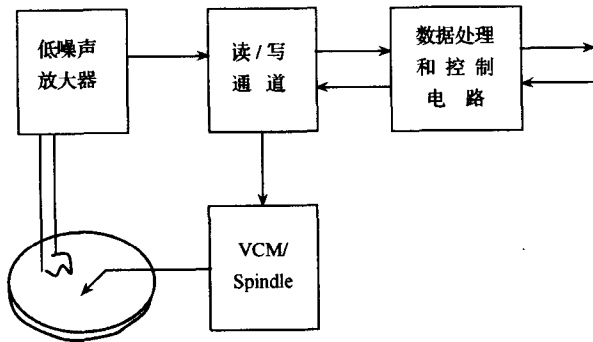 低噪声
放大器
读 / 写
通 道
数据处理
和 控 制
电 路
VCM/
Spindle